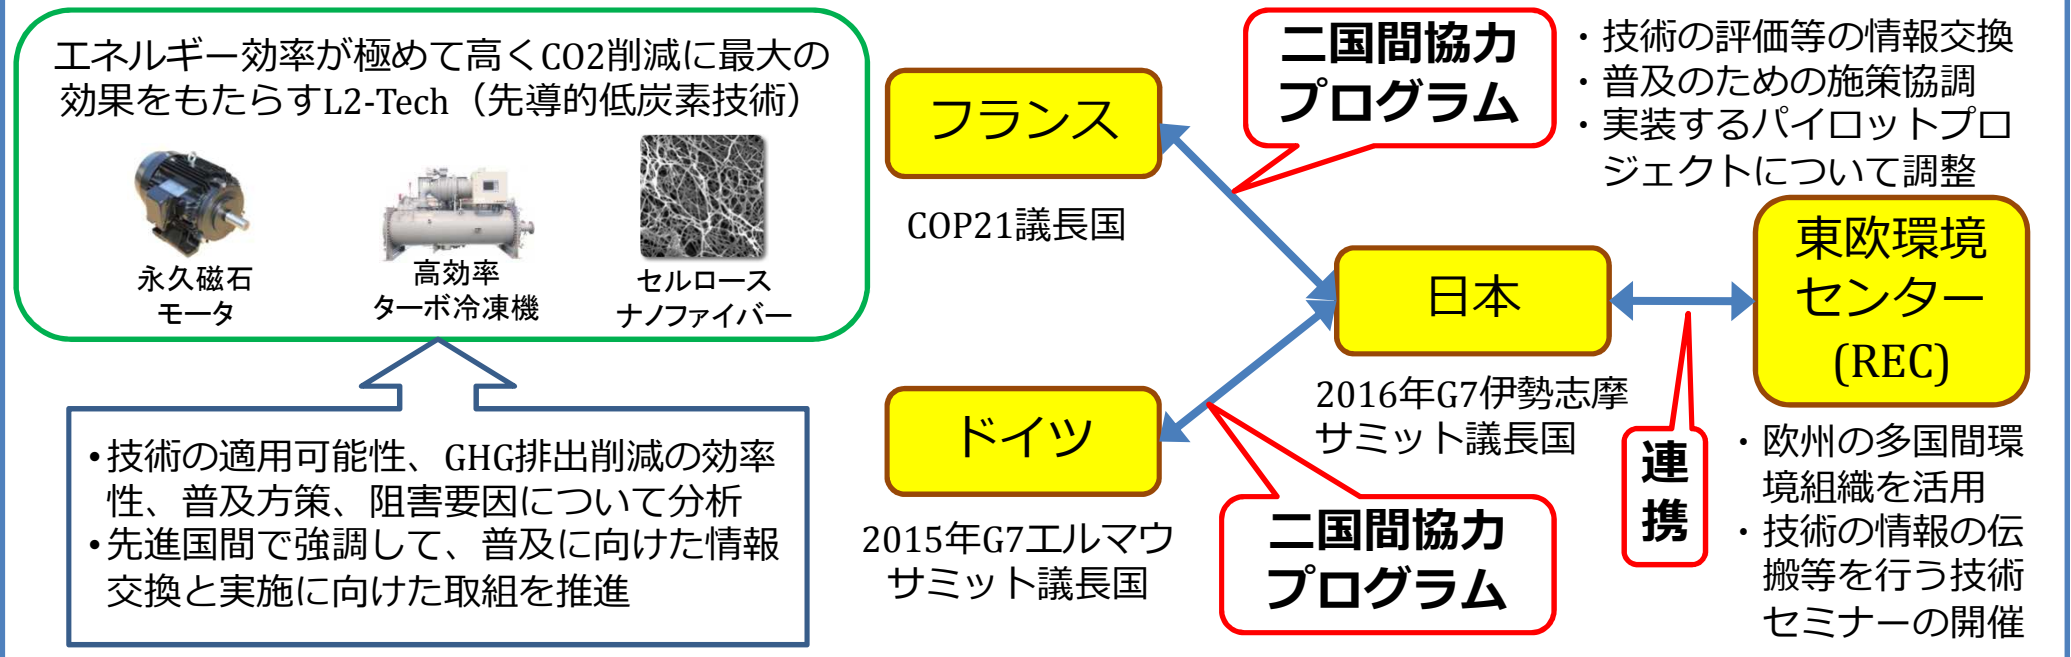 エネルギー効率が極めて高くCO2削減に最大の
効果をもたらすL2-Tech（先導的低炭素技術）
永久磁石
モータ
高効率
ターボ冷凍機
セルロース
ナノファイバー
•技術の適用可能性、GHG排出削減の効率
性、普及方策、阻害要因について分析
•先進国間で強調して、普及に向けた情報
交換と実施に向けた取組を推進
フランス
COP21議長国
二国間協力
プログラム
・技術の評価等の情報交換
・普及のための施策協調
・実装するパイロットプロ
ジェクトについて調整
日本
2016年G7伊勢志摩
サミット議長国
東欧環境
センター
(REC)
ドイツ
2015年G7エルマウ
サミット議長国
二国間協力
プログラム
連
携
・欧州の多国間環
境組織を活用
・技術の情報の伝
搬等を行う技術
セミナーの開催